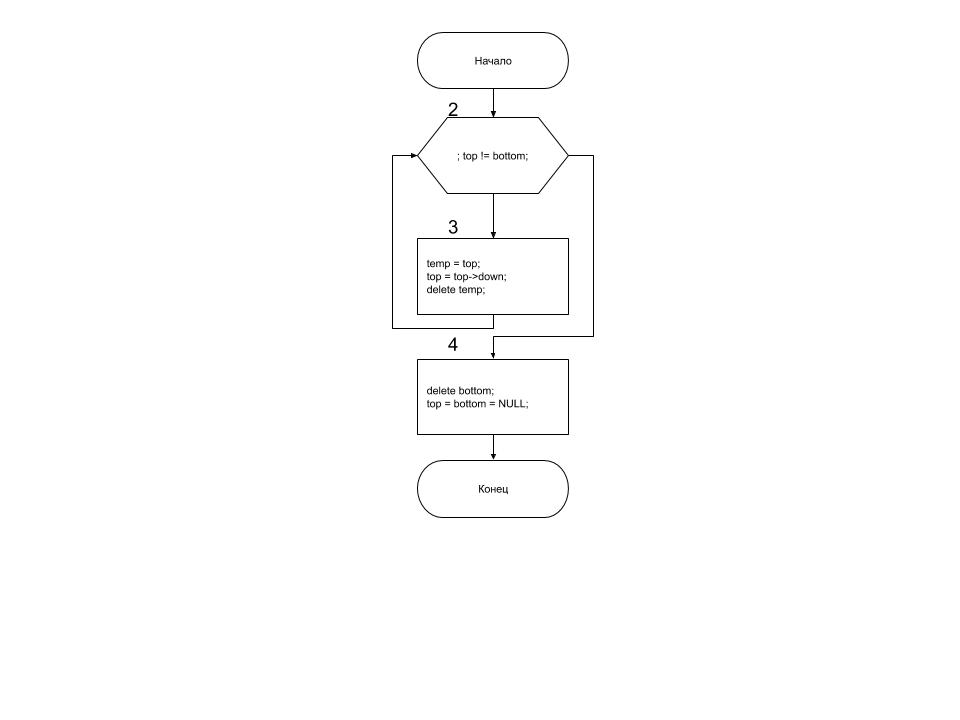 Начало
2
; top != bottom;
3
temp = top;
top = top->down;
delete temp;
4
delete bottom;
top = bottom = NULL;
Конец